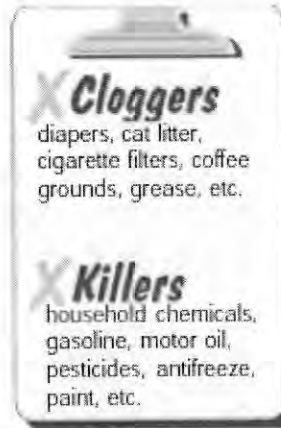 X Cloggers
diapers, cat litter,
cigarette filters, coffee
grounds, grease, etc.
X Killers
household chemicals,
gasoline, motor oil,
pesticides, antifreeze,
paint, etc.